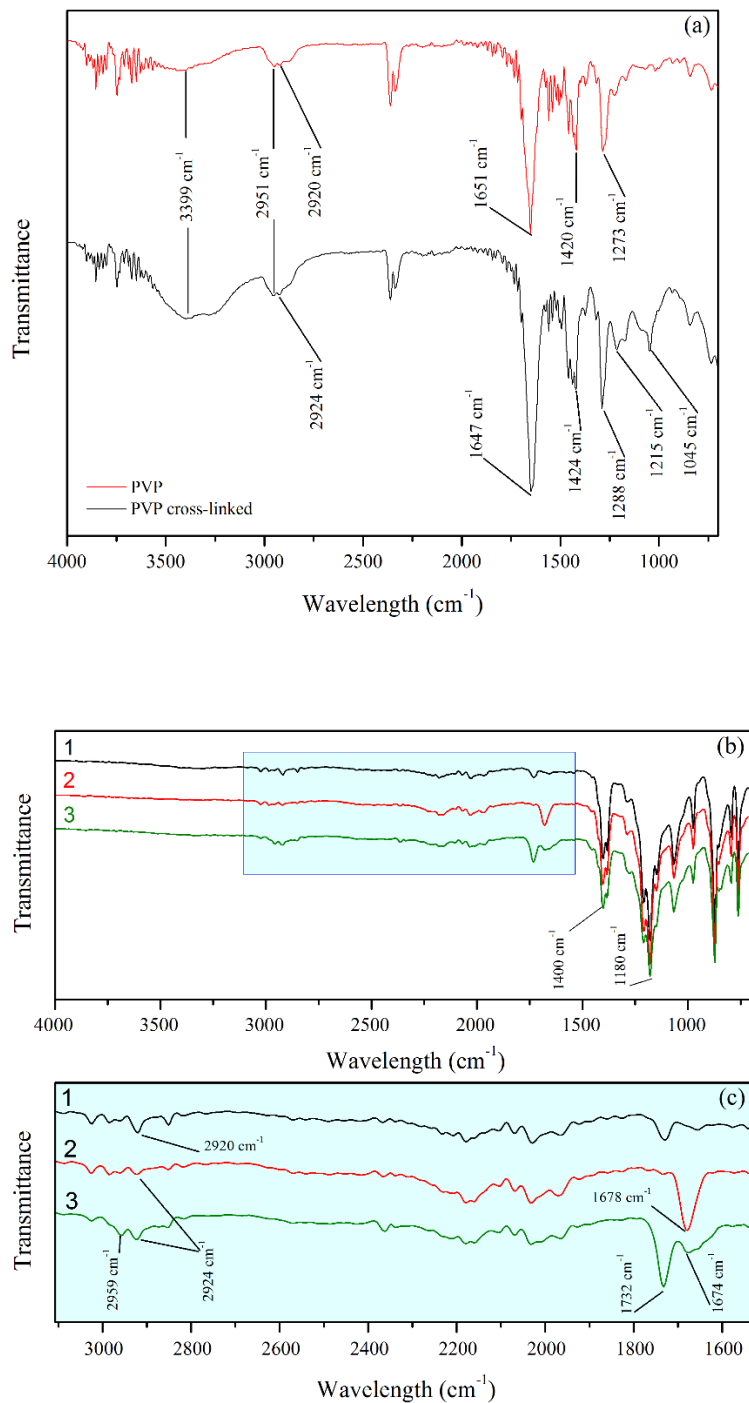 (a)
Transmittance
3399 cm⁻¹
2951 cm⁻¹
2920 cm⁻¹
1651 cm⁻¹
1420 cm⁻¹
1273 cm⁻¹
2924 cm⁻¹
1647 cm⁻¹
1424 cm⁻¹
1288 cm⁻¹
1215 cm⁻¹
1045 cm⁻¹
PVP
PVP cross-linked
4000 3500 3000 2500 2000 1500 1000
Wavelength (cm⁻¹)
(b)
Transmittance
1
2
3
1400 cm⁻¹
1180 cm⁻¹
4000 3500 3000 2500 2000 1500 1000
Wavelength (cm⁻¹)
(c)
Transmittance
1
2920 cm⁻¹
2
1678 cm⁻¹
3
2959 cm⁻¹
2924 cm⁻¹
1732 cm⁻¹
1674 cm⁻¹
3000 2800 2600 2400 2200 2000 1800 1600
Wavelength (cm⁻¹)